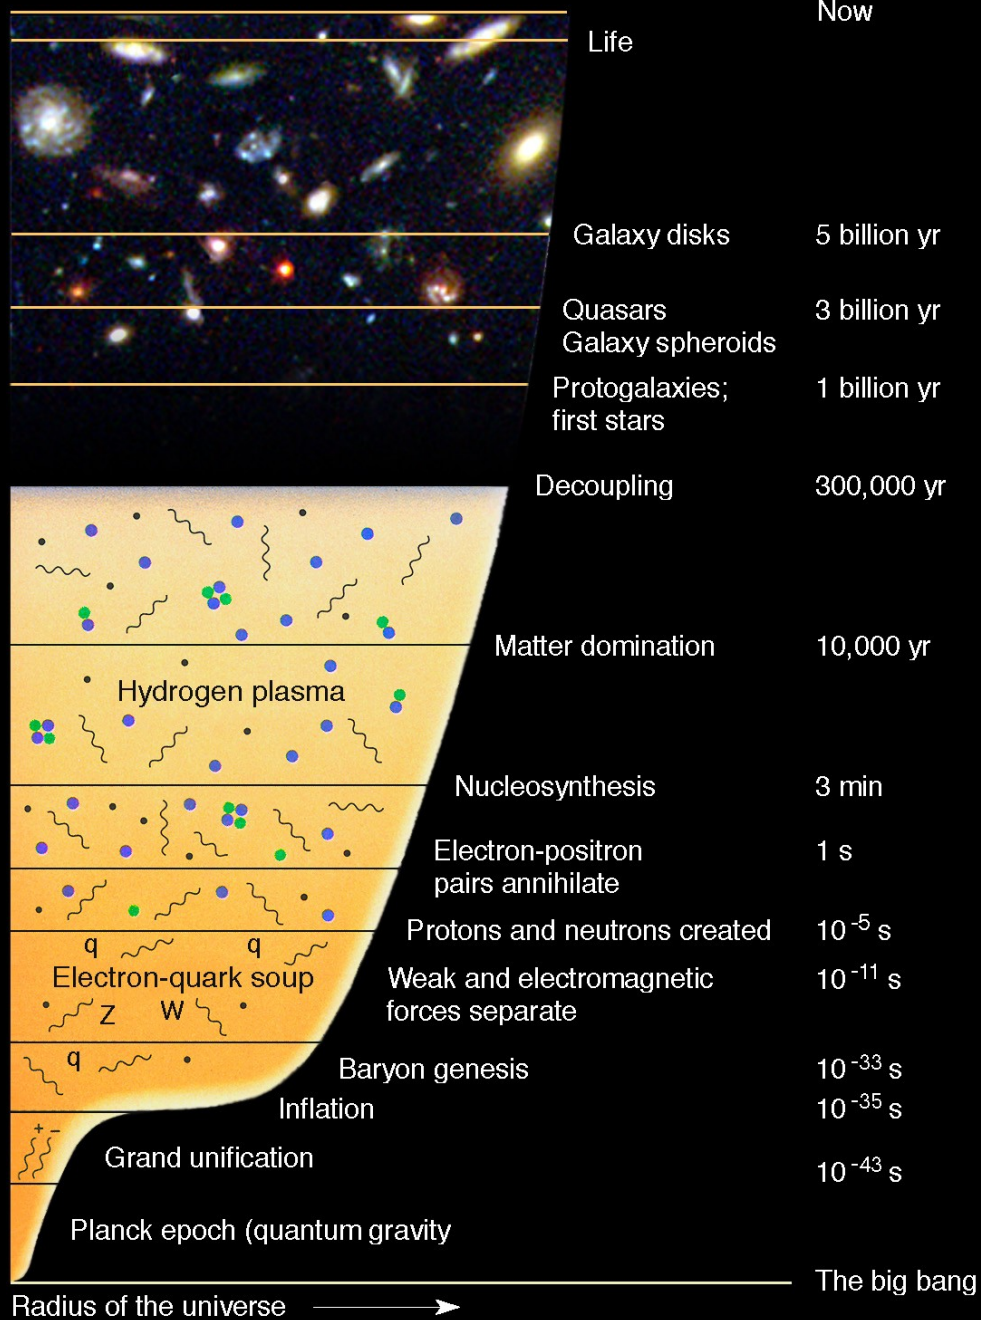 Now
Life
Galaxy disks 5 billion yr
Quasars 3 billion yr
Galaxy spheroids
Protogalaxies; 1 billion yr
first stars
Decoupling 300,000 yr
Matter domination 10,000 yr
Hydrogen plasma
Nucleosynthesis 3 min
Electron-positron 1 s
pairs annihilate
Protons and neutrons created 10⁻⁵ s
q q
Electron-quark soup Weak and electromagnetic 10⁻¹¹ s
forces separate
Z W
q Baryon genesis 10⁻³³ s
Inflation 10⁻³⁵ s
+ −
Grand unification 10⁻⁴³ s
Planck epoch (quantum gravity
The big bang
Radius of the universe